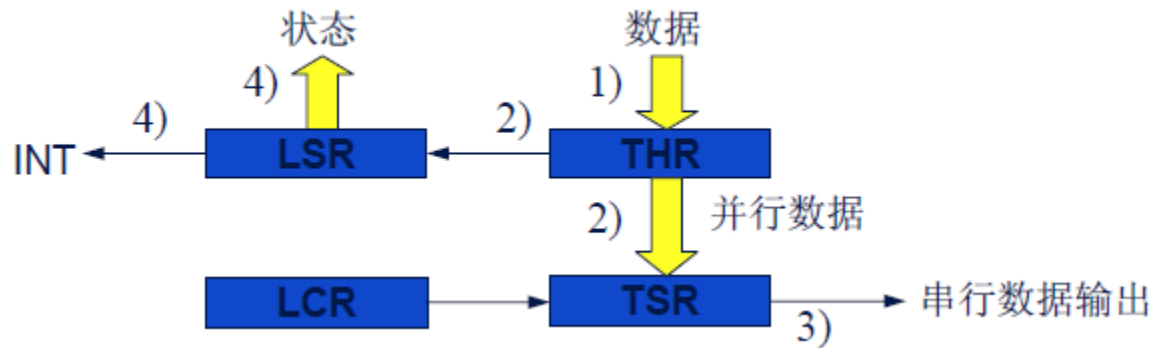 状态
数据
4)
1)
4)
2)
INT
LSR
THR
2)
并行数据
LCR
TSR
串行数据输出
3)